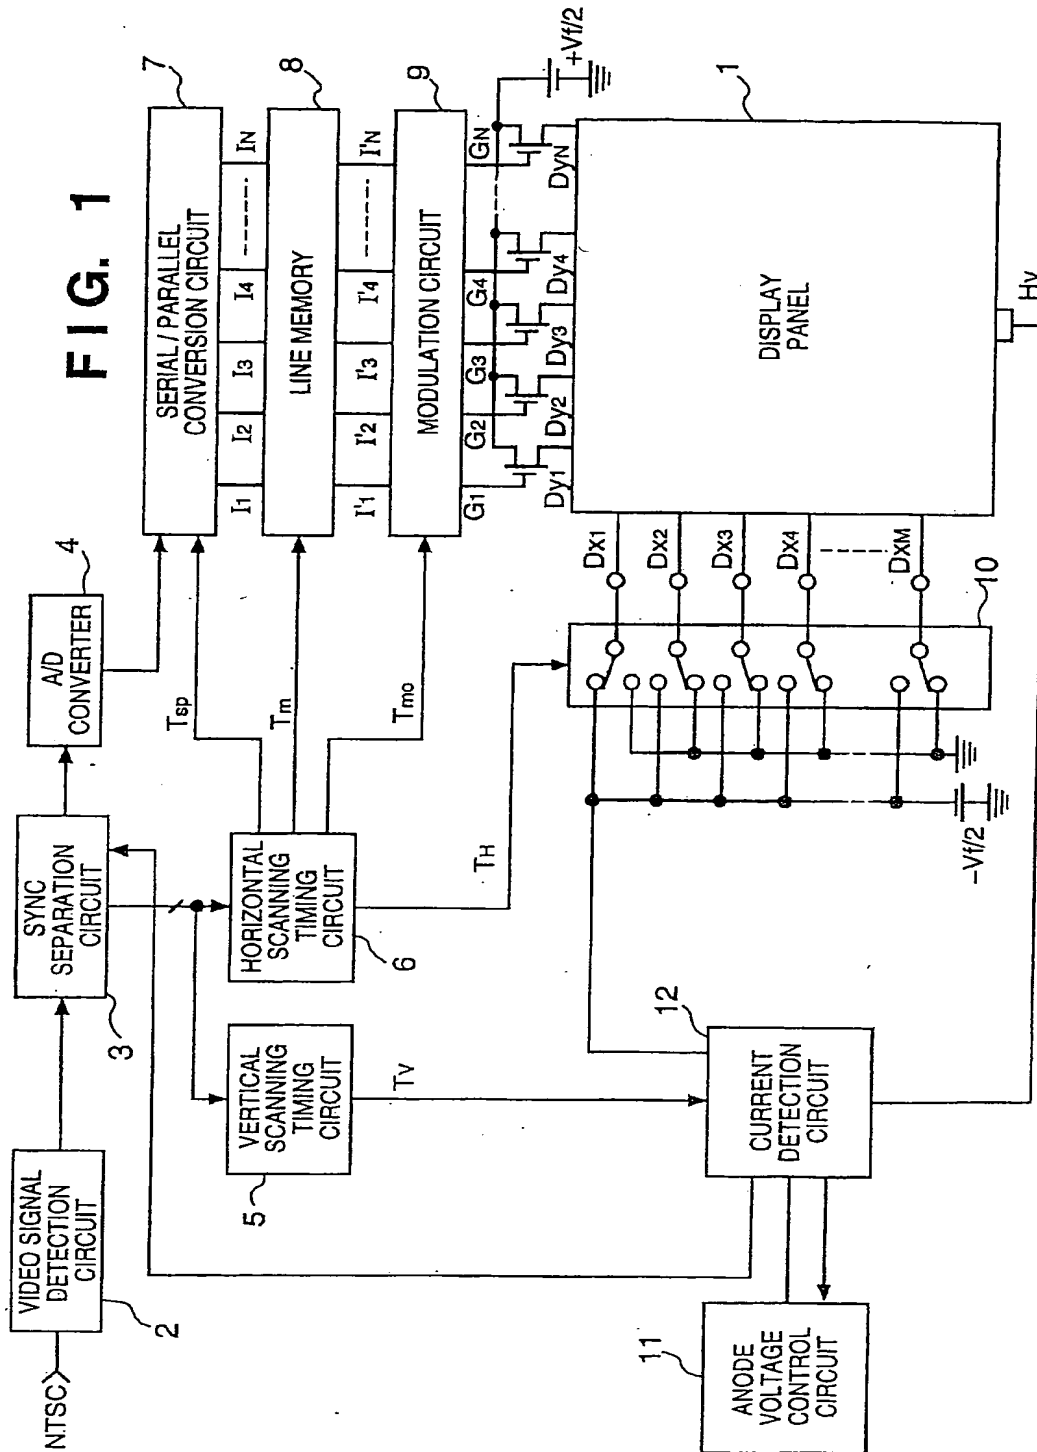 FIG. 1
NTSC
VIDEO SIGNAL
DETECTION
CIRCUIT
2
SYNC
SEPARATION
CIRCUIT
3
A/D
CONVERTER
4
SERIAL / PARALLEL
CONVERSION CIRCUIT
7
I1 I2 I3 I4 IN
LINE MEMORY
8
I'1 I'2 I'3 I'4 I'N
MODULATION CIRCUIT
9
G1 G2 G3 G4 GN
+Vf/2
Dy1 Dy2 Dy3 Dy4 DyN
VERTICAL
SCANNING
TIMING
CIRCUIT
5
HORIZONTAL
SCANNING
TIMING
CIRCUIT
6
Tsp
Tm
Tmo
TH
TV
DISPLAY
PANEL
1
Dx1
Dx2
Dx3
Dx4
DxM
10
-Vf/2
Hv
CURRENT
DETECTION
CIRCUIT
12
ANODE
VOLTAGE
CONTROL
CIRCUIT
11